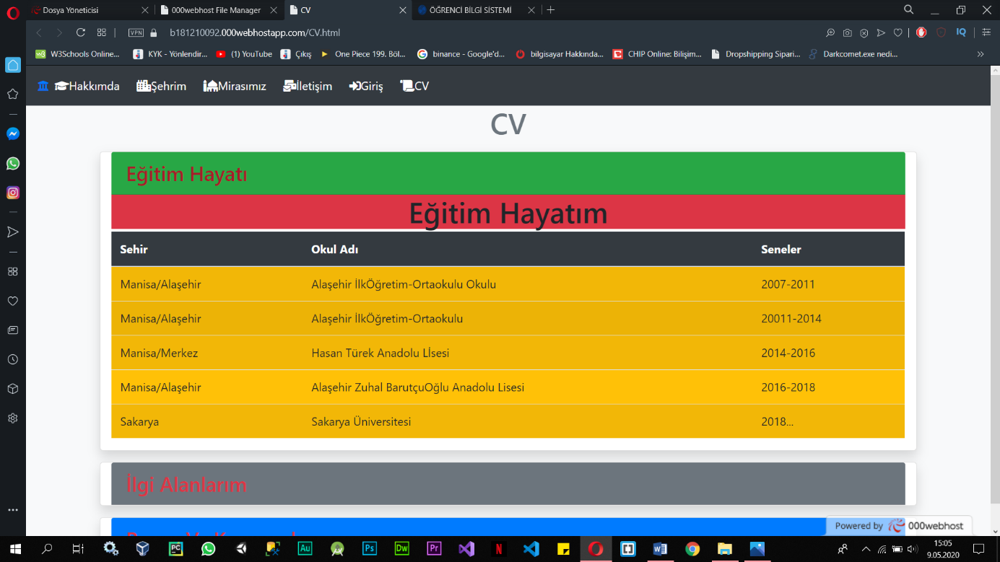 Dosya Yöneticisi
000webhost File Manager
CV
ÖĞRENCİ BİLGİ SİSTEMİ
VPN
b181210092.000webhostapp.com/CV.html
W3Schools Online...
KYK - Yönlendir...
(1) YouTube
Çıkış
One Piece 199. Böl...
binance - Google'd...
bilgisayar Hakkında...
CHIP Online: Bilişim...
Dropshipping Sipari...
Darkcomet.exe nedi...
Hakkımda
Şehrim
Mirasımız
İletişim
Giriş
CV
CV
Eğitim Hayatı
Eğitim Hayatım
Sehir Okul Adı Seneler
Manisa/Alaşehir Alaşehir İlkÖğretim-Ortaokulu Okulu 2007-2011
Manisa/Alaşehir Alaşehir İlkÖğretim-Ortaokulu 20011-2014
Manisa/Merkez Hasan Türek Anadolu Lİsesi 2014-2016
Manisa/Alaşehir Alaşehir Zuhal BarutçuOğlu Anadolu Lisesi 2016-2018
Sakarya Sakarya Üniversitesi 2018...
İlgi Alanlarım
Powered by 000webhost
15:05
9.05.2020